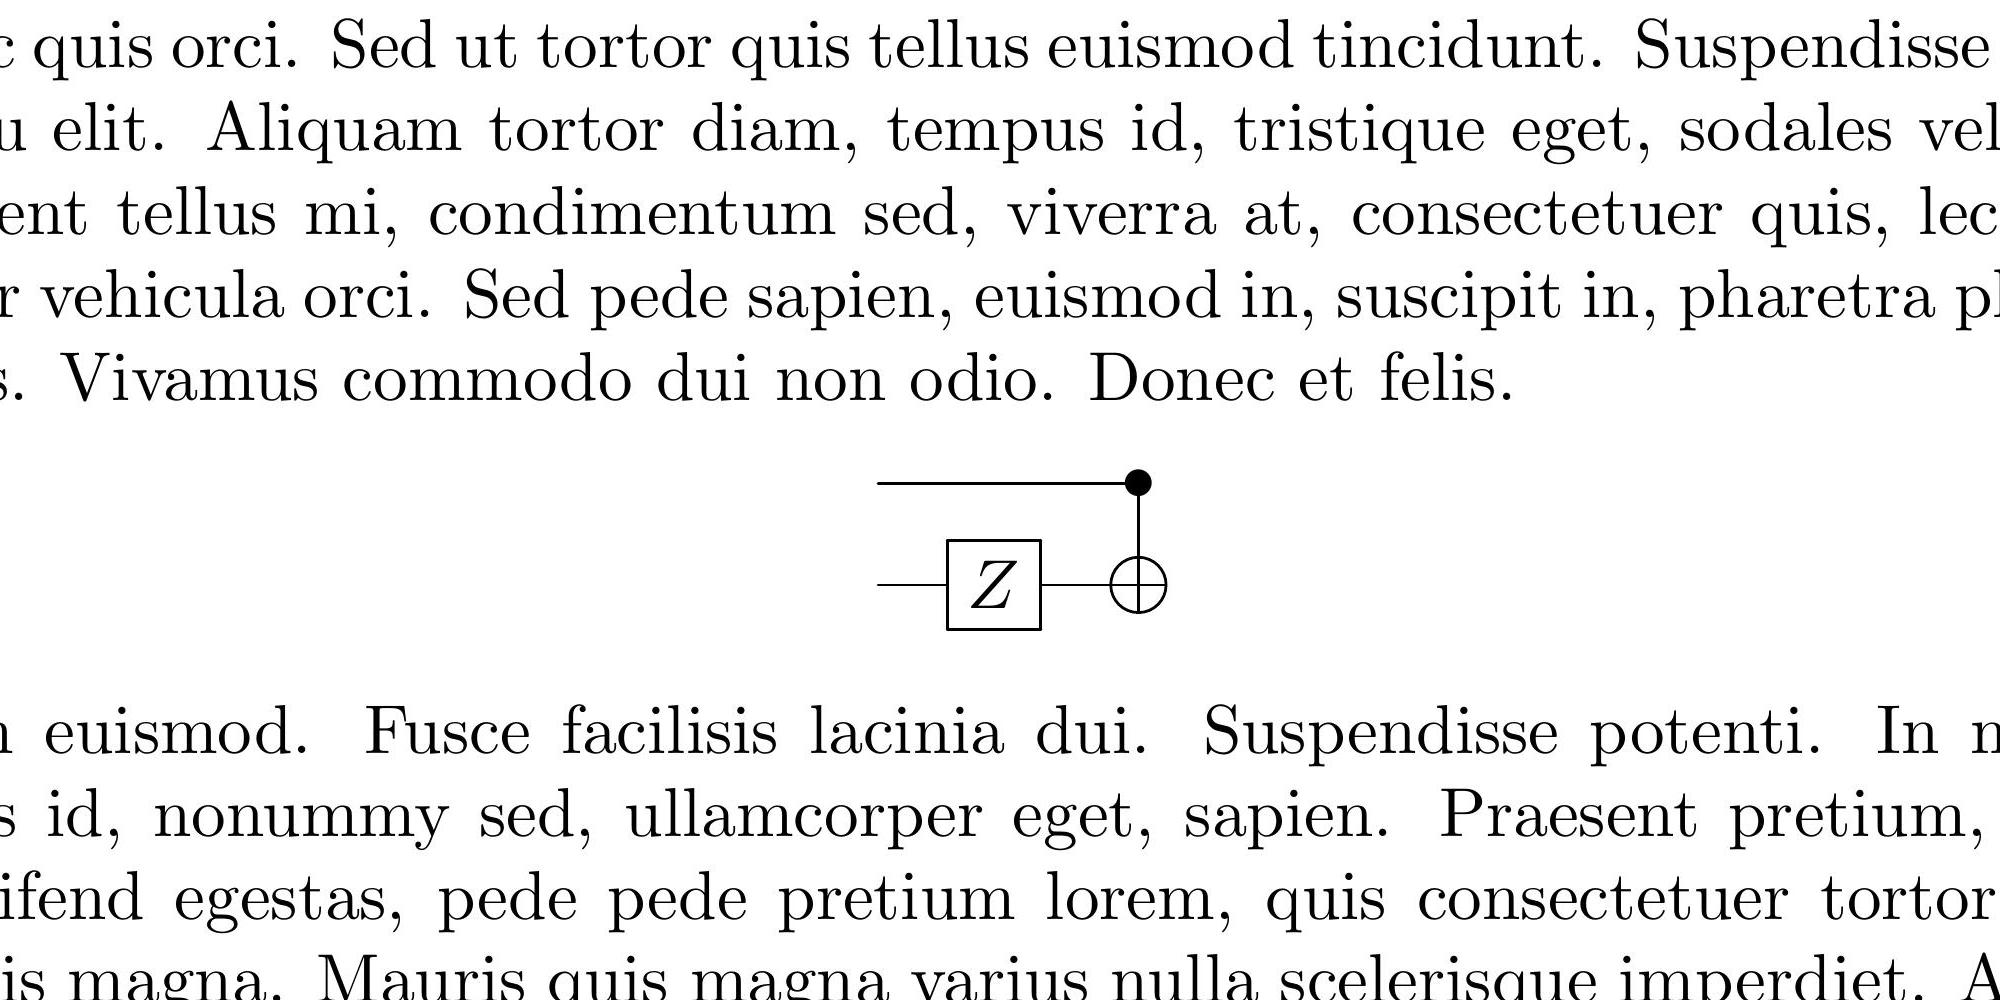 c quis orci. Sed ut tortor quis tellus euismod tincidunt. Suspendisse
u elit. Aliquam tortor diam, tempus id, tristique eget, sodales vel
ent tellus mi, condimentum sed, viverra at, consectetuer quis, lec
r vehicula orci. Sed pede sapien, euismod in, suscipit in, pharetra pl
s. Vivamus commodo dui non odio. Donec et felis.
Z
euismod. Fusce facilisis lacinia dui. Suspendisse potenti. In
s id, nonummy sed, ullamcorper eget, sapien. Praesent pretium,
ifend egestas, pede pede pretium lorem, quis consectetuer tortor
is magna. Mauris quis magna varius nulla scelerisque imperdiet. A